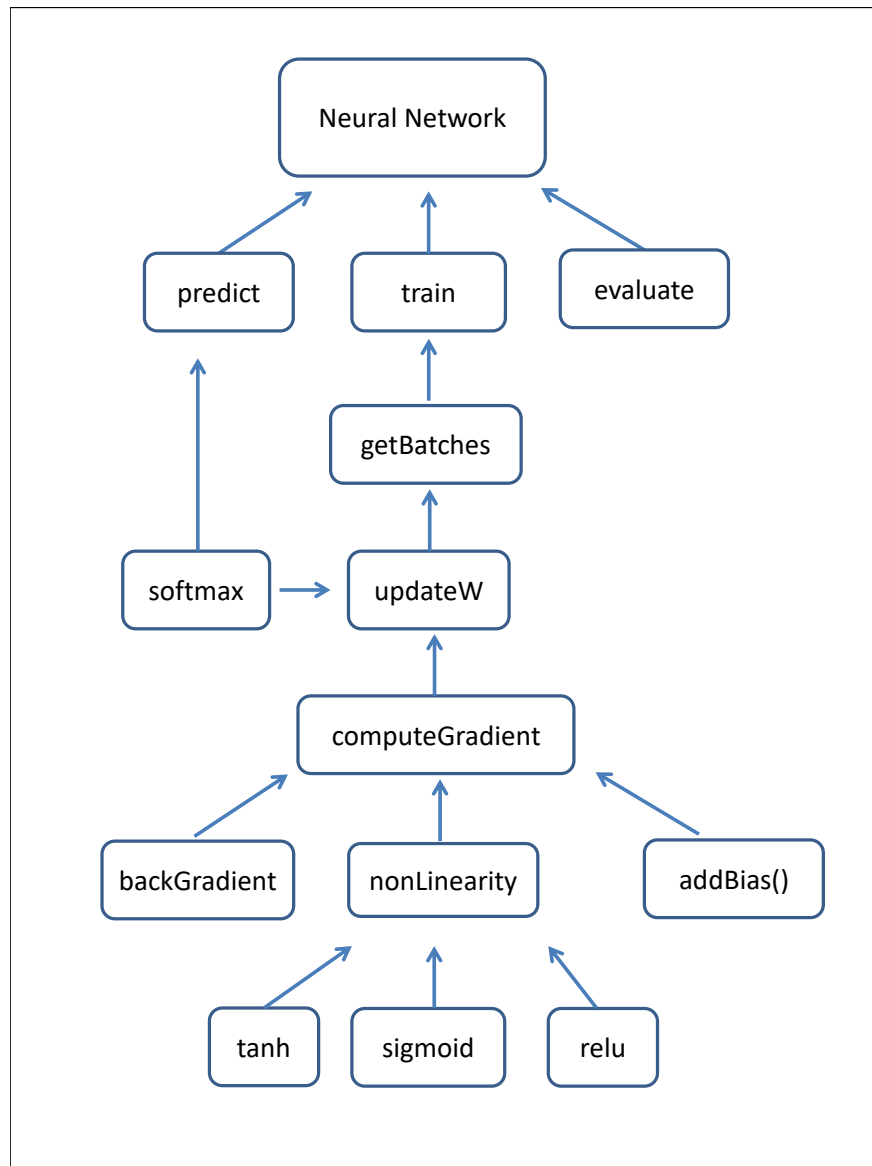 Neural Network
predict
train
evaluate
getBatches
softmax
updateW
computeGradient
backGradient
nonLinearity
addBias()
tanh
sigmoid
relu